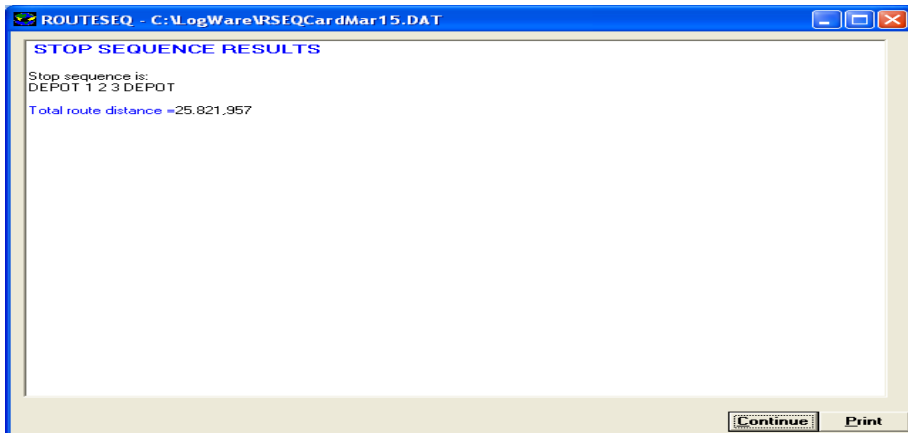 ROUTESEQ - C:\LogWare\RSEQCardMar15.DAT
STOP SEQUENCE RESULTS
Stop sequence is:
DEPOT 1 2 3 DEPOT
Total route distance =25.821,957
Continue Print